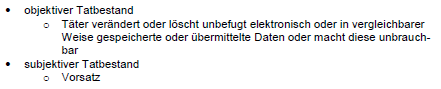 • objektiver Tatbestand
o Täter verändert oder löscht unbefugt elektronisch oder in vergleichbarer
Weise gespeicherte oder übermittelte Daten oder macht diese unbrauch-
bar
• subjektiver Tatbestand
o Vorsatz